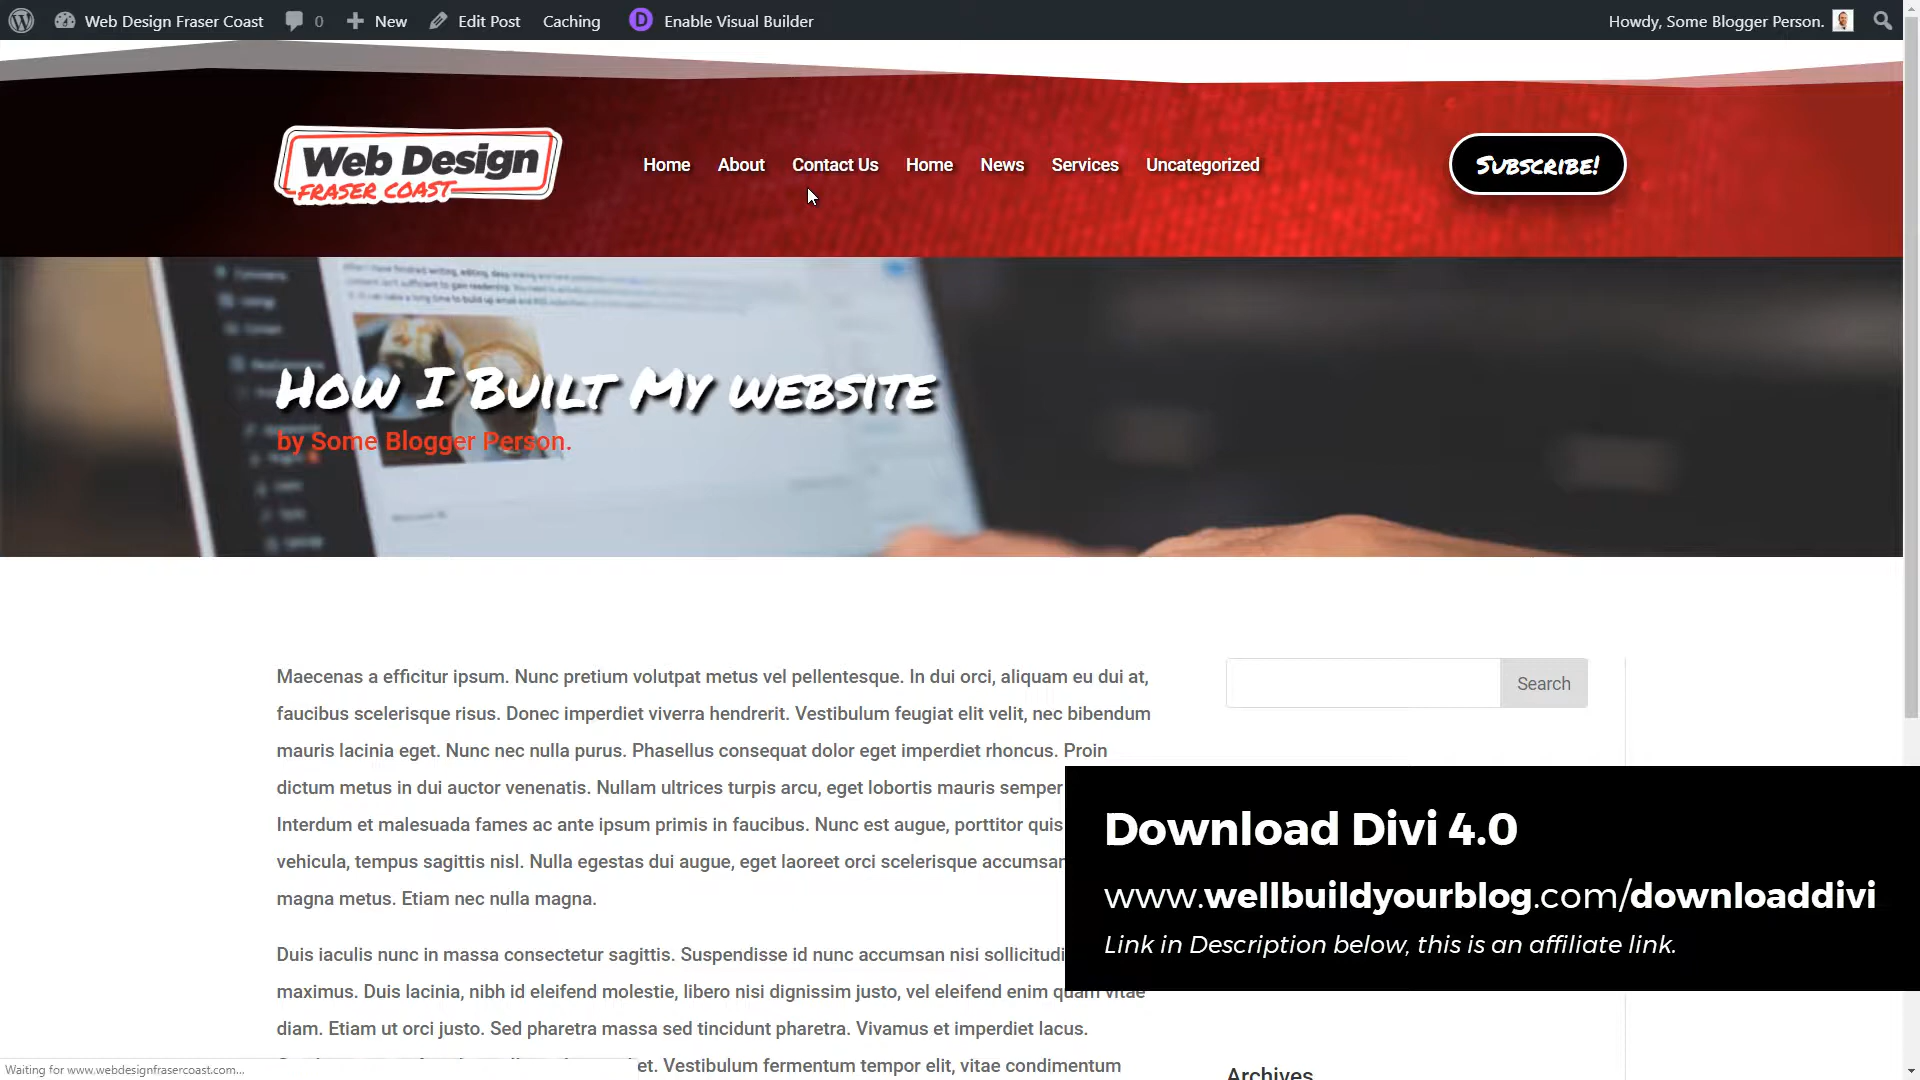 Web Design Fraser Coast 0 New Edit Post Caching D Enable Visual Builder Howdy, Some Blogger Person.
Web Design
FRASER COAST
Home About Contact Us Home News Services Uncategorized
Subscribe!
How I Built My website
by Some Blogger Person.
Maecenas a efficitur ipsum. Nunc pretium volutpat metus vel pellentesque. In dui orci, aliquam eu dui at,
faucibus scelerisque risus. Donec imperdiet viverra hendrerit. Vestibulum feugiat elit velit, nec bibendum
mauris lacinia eget. Nunc nec nulla purus. Phasellus consequat dolor eget imperdiet rhoncus. Proin
dictum metus in dui auctor venenatis. Nullam ultrices turpis arcu, eget lobortis mauris semper
Interdum et malesuada fames ac ante ipsum primis in faucibus. Nunc est augue, porttitor quis
vehicula, tempus sagittis nisl. Nulla egestas dui augue, eget laoreet orci scelerisque accumsan
magna metus. Etiam nec nulla magna.
Duis iaculis nunc in massa consectetur sagittis. Suspendisse id nunc accumsan nisi sollicitudi
maximus. Duis lacinia, nibh id eleifend molestie, libero nisi dignissim justo, vel eleifend enim quam vitae
diam. Etiam ut orci justo. Sed pharetra massa sed tincidunt pharetra. Vivamus et imperdiet lacus.
et. Vestibulum fermentum tempor elit, vitae condimentum
Search
Download Divi 4.0
www.wellbuildyourblog.com/downloaddivi
Link in Description below, this is an affiliate link.
Archives
Waiting for www.webdesignfrasercoast.com...